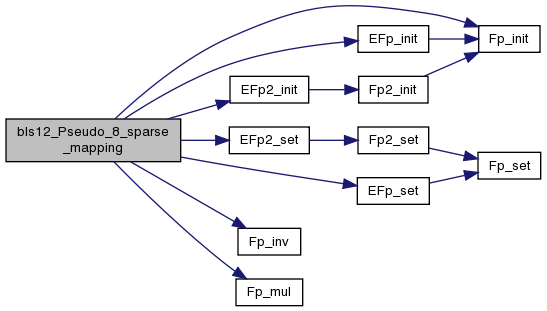 bls12_Pseudo_8_sparse
_mapping
EFp_init
Fp_init
EFp2_init
Fp2_init
EFp2_set
Fp2_set
Fp_set
EFp_set
Fp_inv
Fp_mul